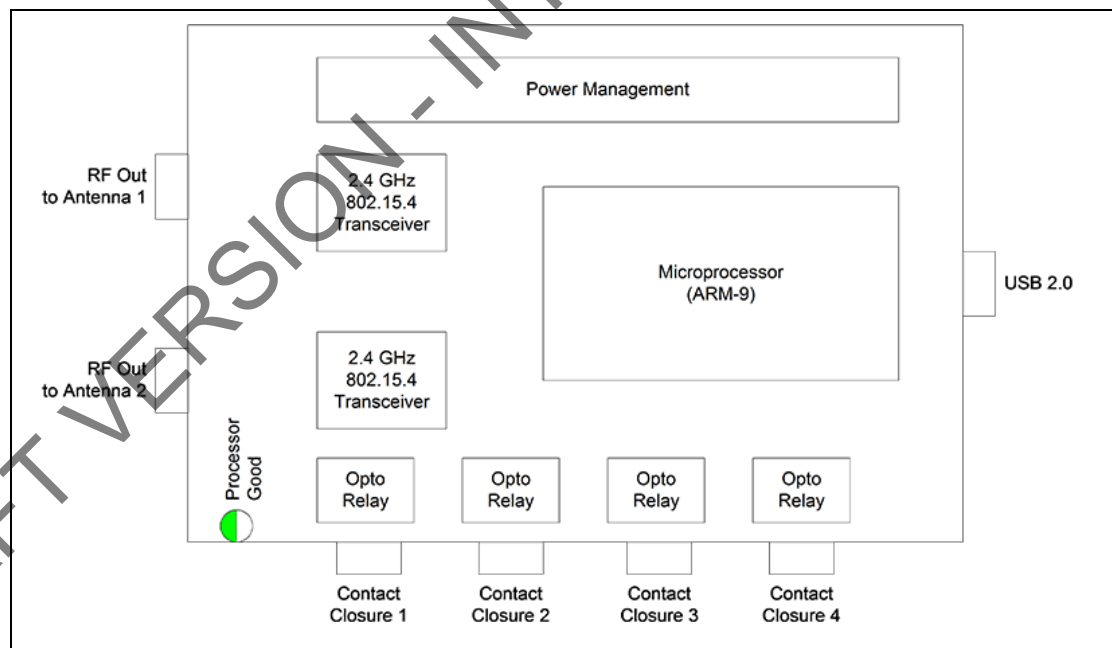 Power Management
RF Out
to Antenna 1
2.4 GHz
802.15.4
Transceiver
Microprocessor
(ARM-9)
USB 2.0
RF Out
to Antenna 2
2.4 GHz
802.15.4
Transceiver
Processor
Good
Opto
Relay
Opto
Relay
Opto
Relay
Opto
Relay
Contact
Closure 1
Contact
Closure 2
Contact
Closure 3
Contact
Closure 4
VERSION -